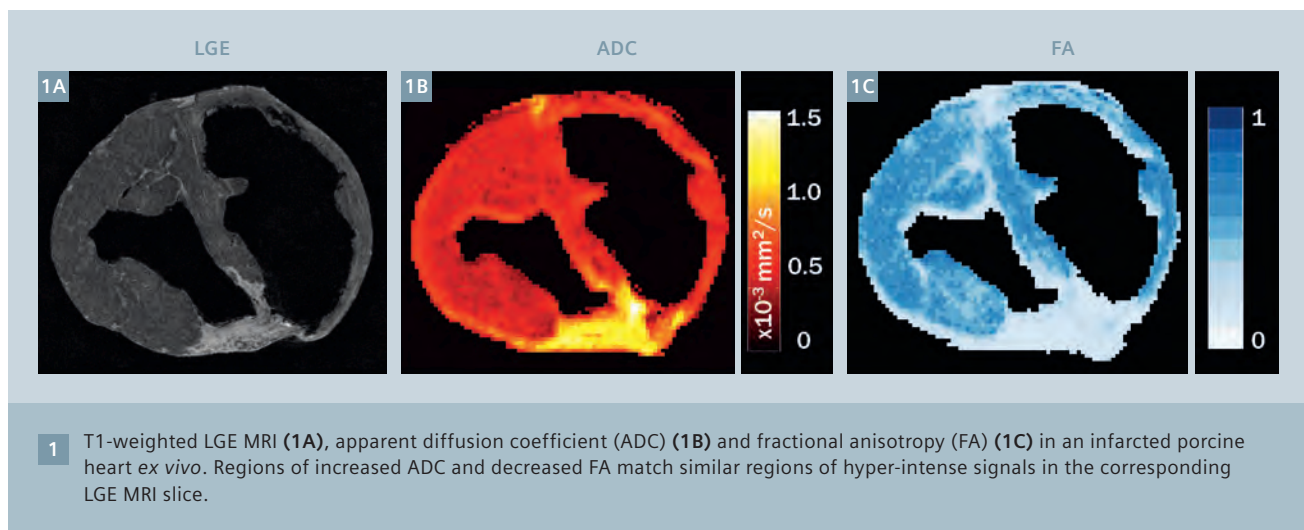 LGE
ADC
FA
1A
1B
1.5
1.0
0.5
0
x10-³ mm²/s
1C
1
0
1
T1-weighted LGE MRI (1A), apparent diffusion coefficient (ADC) (1B) and fractional anisotropy (FA) (1C) in an infarcted porcine
heart ex vivo. Regions of increased ADC and decreased FA match similar regions of hyper-intense signals in the corresponding
LGE MRI slice.